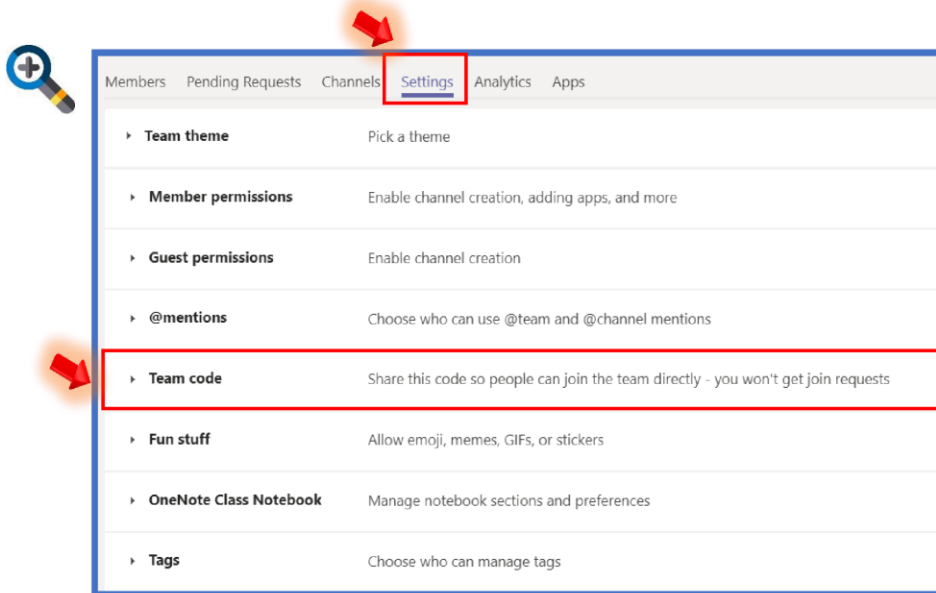 Members Pending Requests Channels Settings Analytics Apps
Team theme Pick a theme
Member permissions Enable channel creation, adding apps, and more
Guest permissions Enable channel creation
@mentions Choose who can use @team and @channel mentions
Team code Share this code so people can join the team directly - you won't get join requests
Fun stuff Allow emoji, memes, GIFs, or stickers
OneNote Class Notebook Manage notebook sections and preferences
Tags Choose who can manage tags